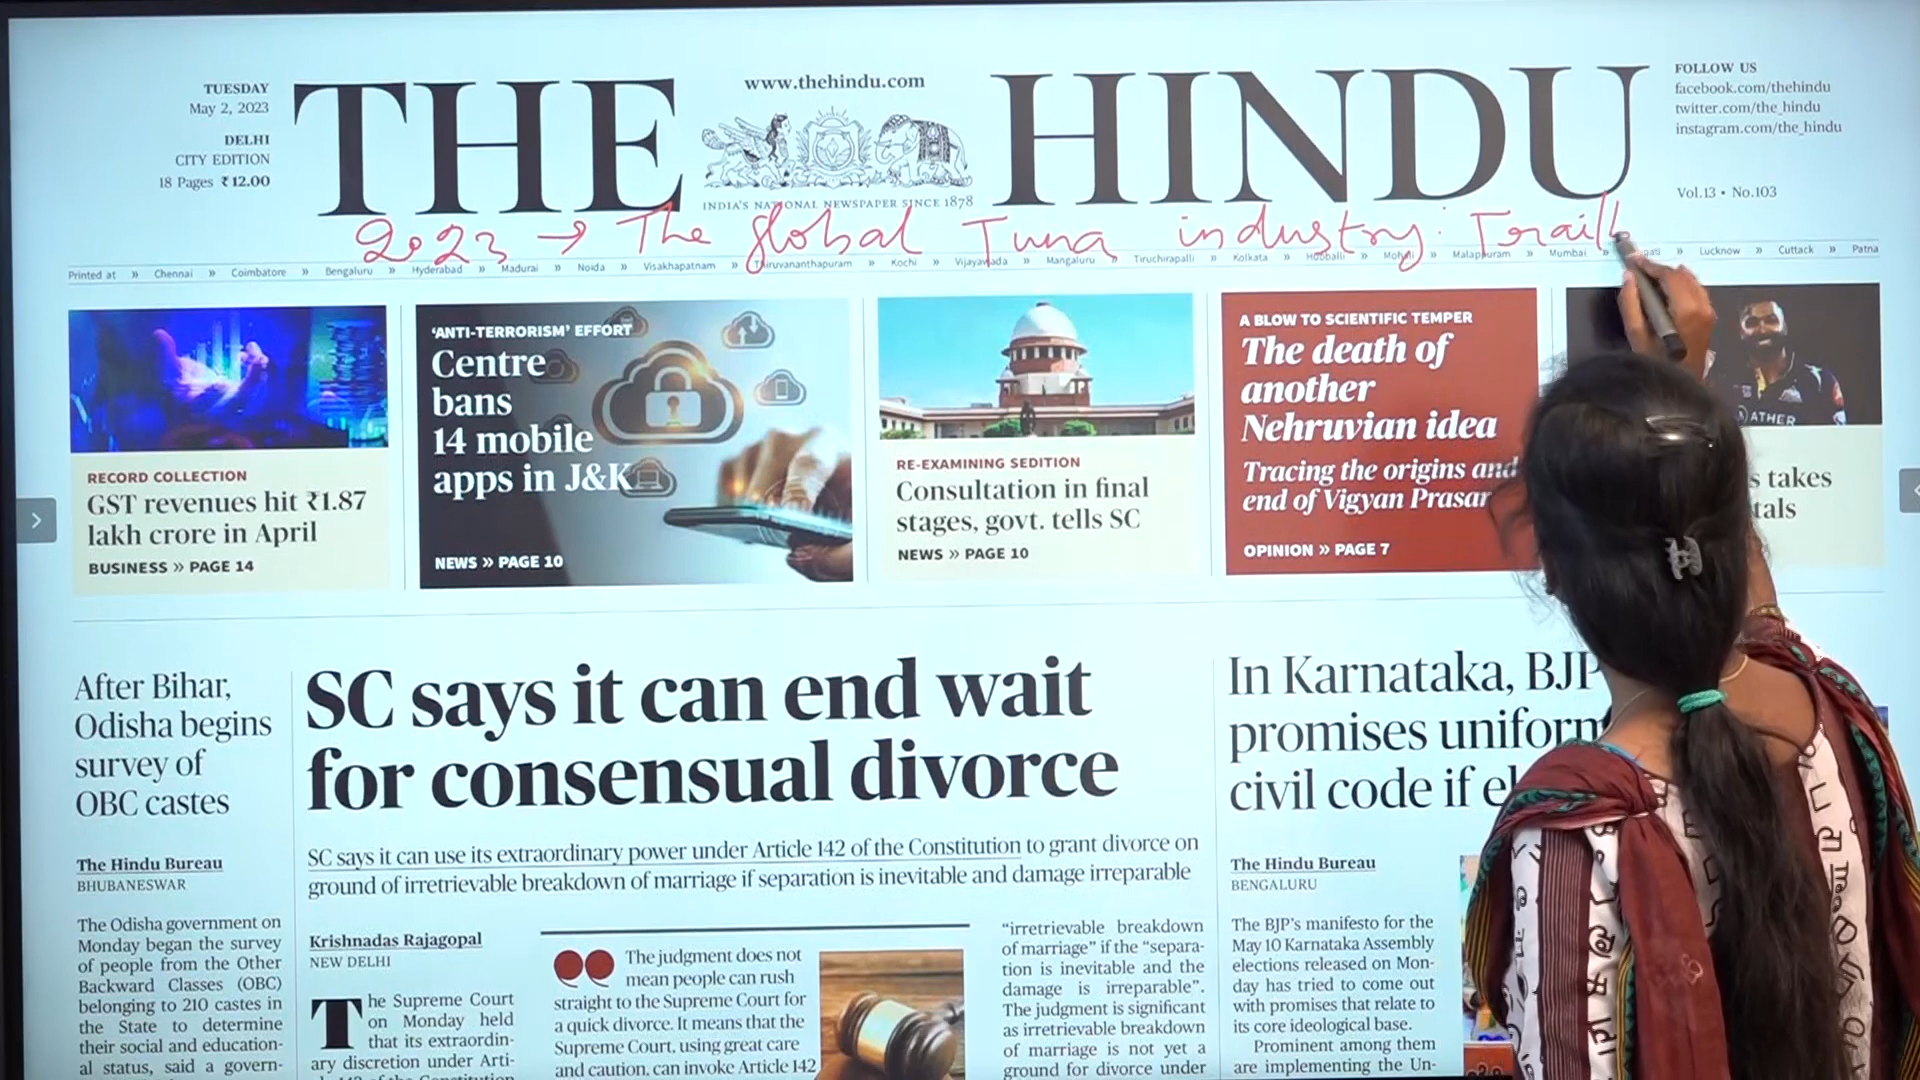 TUESDAY
May 2, 2023
DELHI
CITY EDITION
18 Pages ₹12.00
THE HINDU
www.thehindu.com
INDIA'S NATIONAL NEWSPAPER SINCE 1878
FOLLOW US
facebook.com/thehindu
twitter.com/the_hindu
instagram.com/the_hindu
Vol.13 • No.103
2023 → The global Tuna industry:
Printed at » Chennai » Coimbatore » Bengaluru » Hyderabad » Madurai » Noida » Visakhapatnam » Thiruvananthapuram » Kochi » Vijayawada » Mangaluru » Tiruchirapalli » Kolkata » Hubballi » Mohali » Malappuram » Mumbai » » Lucknow » Cuttack » Patna
RECORD COLLECTION
GST revenues hit ₹1.87
lakh crore in April
BUSINESS » PAGE 14
‘ANTI-TERRORISM’ EFFORT
Centre
bans
14 mobile
apps in J&K
NEWS » PAGE 10
RE-EXAMINING SEDITION
Consultation in final
stages, govt. tells SC
NEWS » PAGE 10
A BLOW TO SCIENTIFIC TEMPER
The death of
another
Nehruvian idea
Tracing the origins and
end of Vigyan Prasar
OPINION » PAGE 7
ATHER
takes
After Bihar,
Odisha begins
survey of
OBC castes
The Hindu Bureau
BHUBANESWAR
The Odisha government on
Monday began the survey
of people from the Other
Backward Classes (OBC)
belonging to 210 castes in
the State to determine
their social and education-
al status, said a govern-
SC says it can end wait
for consensual divorce
SC says it can use its extraordinary power under Article 142 of the Constitution to grant divorce on
ground of irretrievable breakdown of marriage if separation is inevitable and damage irreparable
Krishnadas Rajagopal
NEW DELHI
The Supreme Court
on Monday held
that its extraordin-
ary discretion under Arti-
The judgment does not
mean people can rush
straight to the Supreme Court for
a quick divorce. It means that the
Supreme Court, using great care
and caution, can invoke Article 142
“irretrievable breakdown
of marriage” if the “separa-
tion is inevitable and the
damage is irreparable”.
The judgment is significant
as irretrievable breakdown
of marriage is not yet a
ground for divorce under
In Karnataka, BJP
promises uniform
civil code if
The Hindu Bureau
BENGALURU
The BJP’s manifesto for the
May 10 Karnataka Assembly
elections released on Mon-
day has tried to come out
with promises that relate to
its core ideological base.
Prominent among them
are implementing the Un-